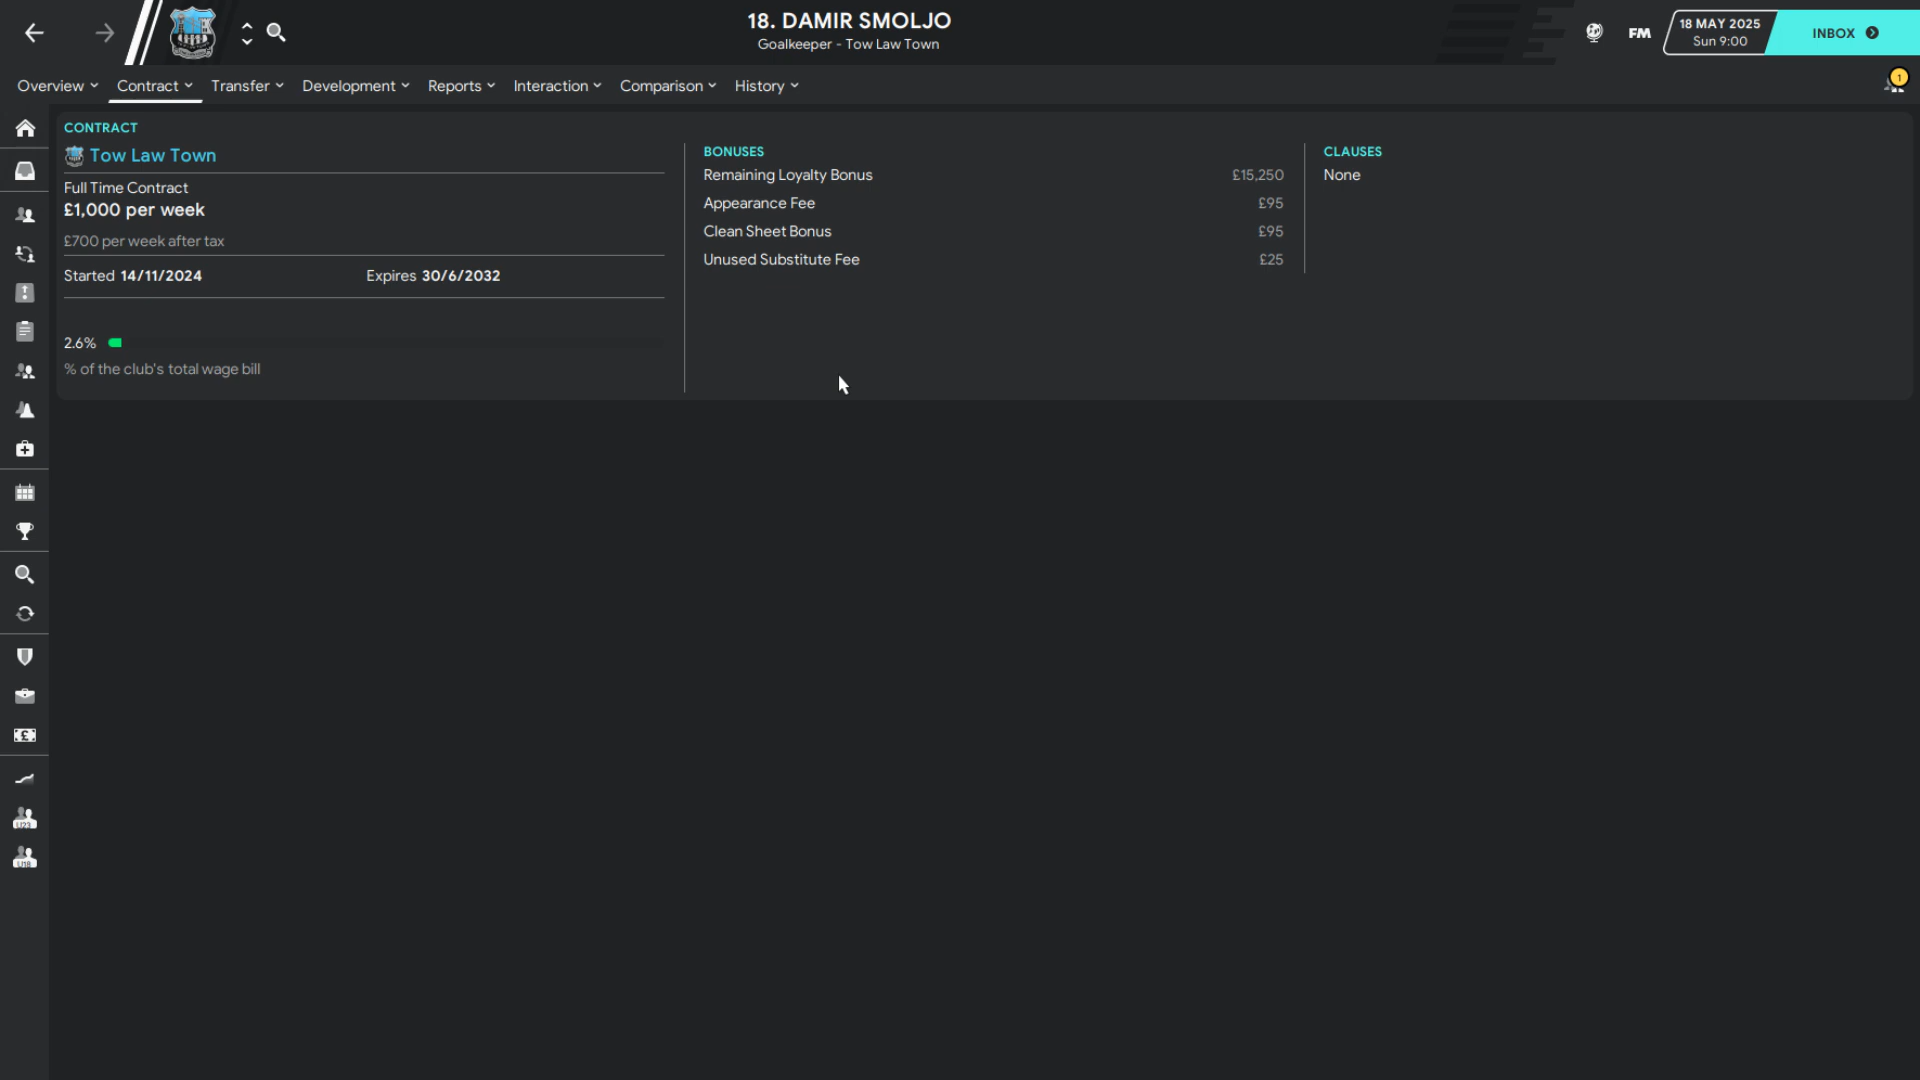 18. DAMIR SMOLJO
Goalkeeper - Tow Law Town
FM
18 MAY 2025
Sun 9:00
INBOX
Overview
Contract
Transfer
Development
Reports
Interaction
Comparison
History
1
CONTRACT
Tow Law Town
Full Time Contract
£1,000 per week
£700 per week after tax
Started 14/11/2024
Expires 30/6/2032
2.6%
% of the club's total wage bill
BONUSES
Remaining Loyalty Bonus £15,250
Appearance Fee £95
Clean Sheet Bonus £95
Unused Substitute Fee £25
CLAUSES
None
U23
U18